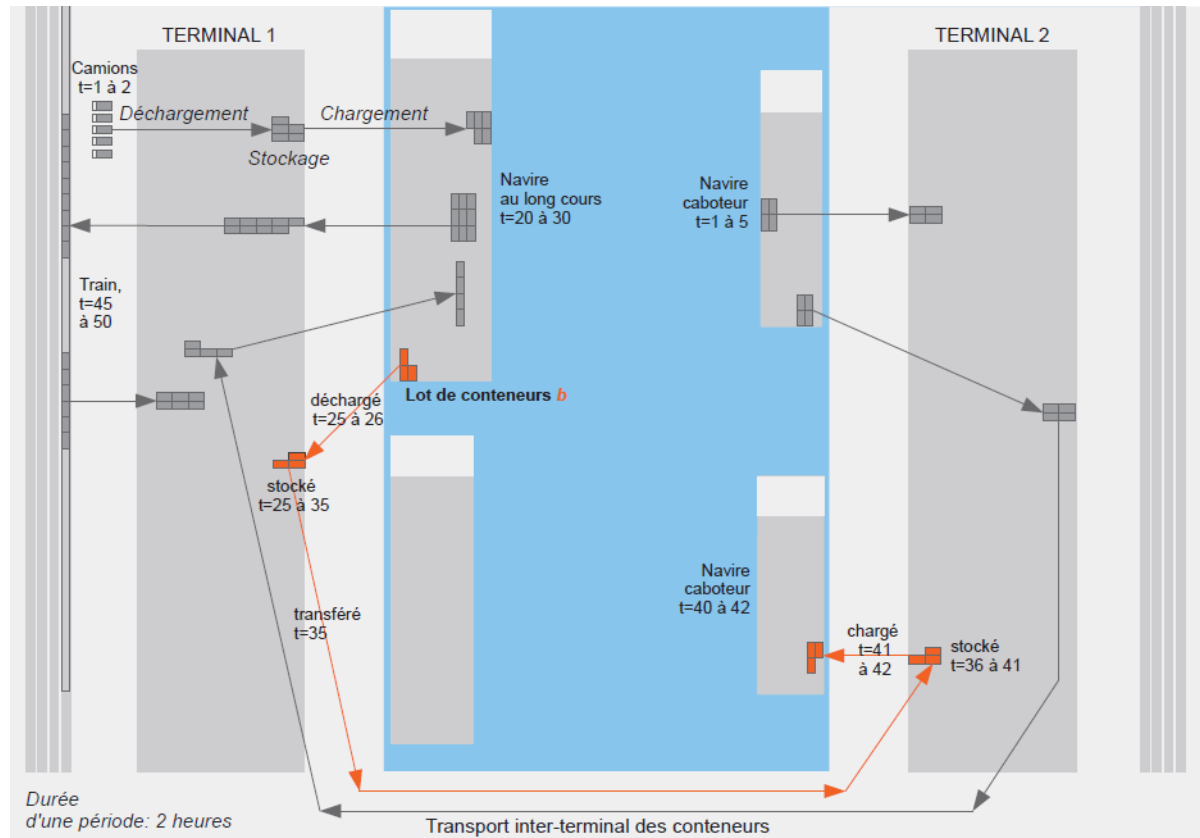 TERMINAL 1
TERMINAL 2
Camions
t=1 à 2
Déchargement
Chargement
Stockage
Navire
au long cours
t=20 à 30
Navire
caboteur
t=1 à 5
Train,
t=45
à 50
Lot de conteneurs b
déchargé
t=25 à 26
stocké
t=25 à 35
Navire
caboteur
t=40 à 42
transféré
t=35
chargé
t=41
à 42
stocké
t=36 à 41
Durée
d'une période: 2 heures
Transport inter-terminal des conteneurs